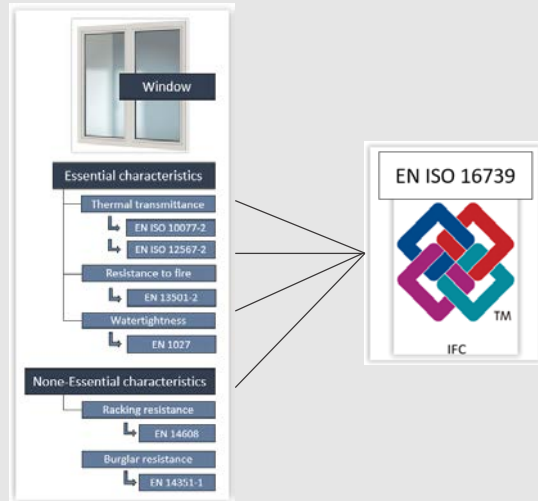 Window
Essential characteristics
Thermal transmittance
EN ISO 10077-2
EN ISO 12567-2
Resistance to fire
EN 13501-2
Watertightness
EN 1027
None-Essential characteristics
Racking resistance
EN 14608
Burglar resistance
EN 14351-1
EN ISO 16739
TM
IFC